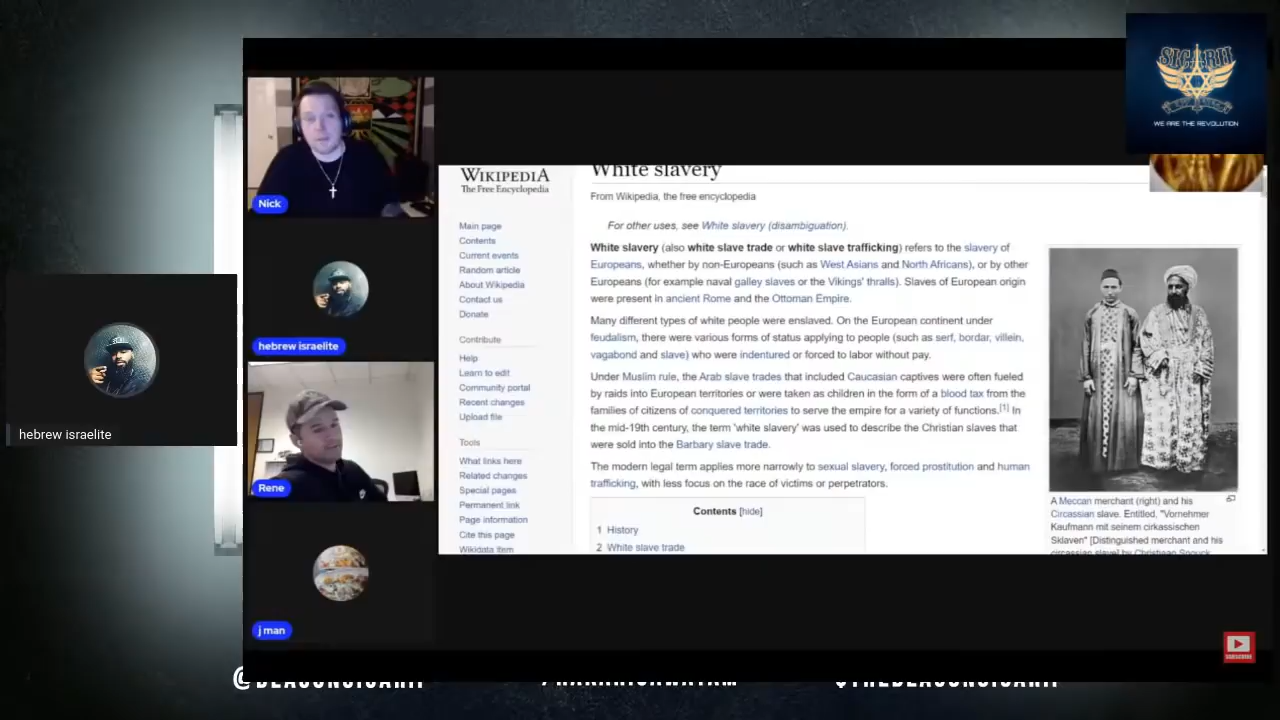 SICARII
WE ARE THE REVOLUTION
Nick
hebrew israelite
hebrew israelite
Rene
j man
WIKIPEDIA
The Free Encyclopedia
Main page
Contents
Current events
Random article
About Wikipedia
Contact us
Donate
Contribute
Help
Learn to edit
Community portal
Recent changes
Upload file
Tools
What links here
Related changes
Special pages
Permanent link
Page information
Cite this page
Wikidata item
White slavery
From Wikipedia, the free encyclopedia
For other uses, see White slavery (disambiguation).
White slavery (also white slave trade or white slave trafficking) refers to the slavery of
Europeans, whether by non-Europeans (such as West Asians and North Africans), or by other
Europeans (for example naval galley slaves or the Vikings' thralls). Slaves of European origin
were present in ancient Rome and the Ottoman Empire.
Many different types of white people were enslaved. On the European continent under
feudalism, there were various forms of status applying to people (such as serf, bordar, villein,
vagabond and slave) who were indentured or forced to labor without pay.
Under Muslim rule, the Arab slave trades that included Caucasian captives were often fueled
by raids into European territories or were taken as children in the form of a blood tax from the
families of citizens of conquered territories to serve the empire for a variety of functions.[1] In
the mid-19th century, the term 'white slavery' was used to describe the Christian slaves that
were sold into the Barbary slave trade.
The modern legal term applies more narrowly to sexual slavery, forced prostitution and human
trafficking, with less focus on the race of victims or perpetrators.
Contents [hide]
1 History
2 White slave trade
A Meccan merchant (right) and his
Circassian slave. Entitled, "Vornehmer
Kaufmann mit seinem cirkassischen
Sklaven" [Distinguished merchant and his
circassian slave] by Christiaan Snouck
SUBSCRIBE